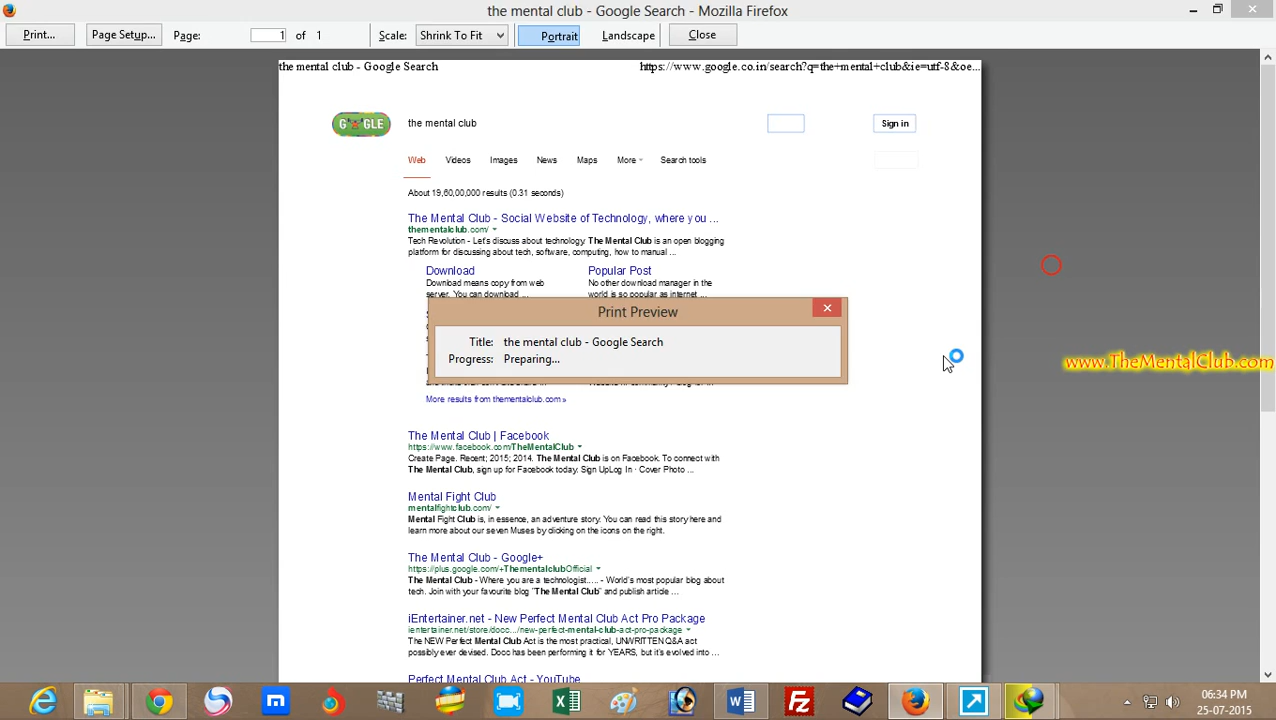 the mental club - Google Search - Mozilla Firefox
Print... Page Setup... Page: 1 of 1 Scale: Shrink To Fit Portrait Landscape Close
the mental club - Google Search https://www.google.co.in/search?q=the+mental+club&ie=utf-8&oe...
GOOGLE the mental club Sign in
Web Videos Images News Maps More Search tools
About 19,60,00,000 results (0.31 seconds)
The Mental Club - Social Website of Technology, where you ...
thementalclub.com/
Tech Revolution - Let's discuss about technology. The Mental Club is an open blogging
platform for discussing about tech, software, computing, how to manual ...
Download Popular Post
Download means copy from web No other download manager in the
server. You can download ... world is so popular as internet ...
Print Preview
Title: the mental club - Google Search
Progress: Preparing...
More results from thementalclub.com »
The Mental Club | Facebook
https://www.facebook.com/TheMentalClub
Create Page. Recent; 2015; 2014. The Mental Club is on Facebook. To connect with
The Mental Club, sign up for Facebook today. Sign UpLog In · Cover Photo ...
Mental Fight Club
mentalfightclub.com/
Mental Fight Club is, in essence, an adventure story. You can read this story here and
learn more about our seven Muses by clicking on the icons on the right.
The Mental Club - Google+
https://plus.google.com/+ThementalclubOfficial
The Mental Club - Where you are a technologist..... - World's most popular blog about
tech. Join with your favourite blog "The Mental Club" and publish article ...
iEntertainer.net - New Perfect Mental Club Act Pro Package
ientertainer.net/store/docc.../new-perfect-mental-club-act-pro-package
The NEW Perfect Mental Club Act is the most practical, UNWRITTEN Q&A act
possibly ever devised. Docc has been performing it for YEARS, but it's evolved into ...
Perfect Mental Club Act - YouTube
www.TheMentalClub.com
06:34 PM
25-07-2015